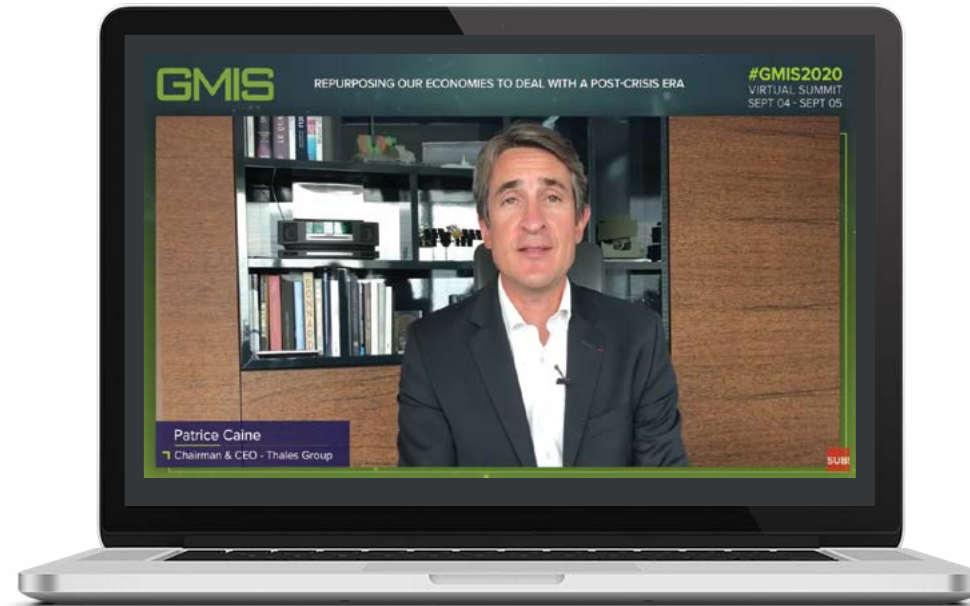 GMIS
REPURPOSING OUR ECONOMIES TO DEAL WITH A POST-CRISIS ERA
#GMIS2020
VIRTUAL SUMMIT
SEPT 04 - SEPT 05
Patrice Caine
Chairman & CEO - Thales Group
SUB!